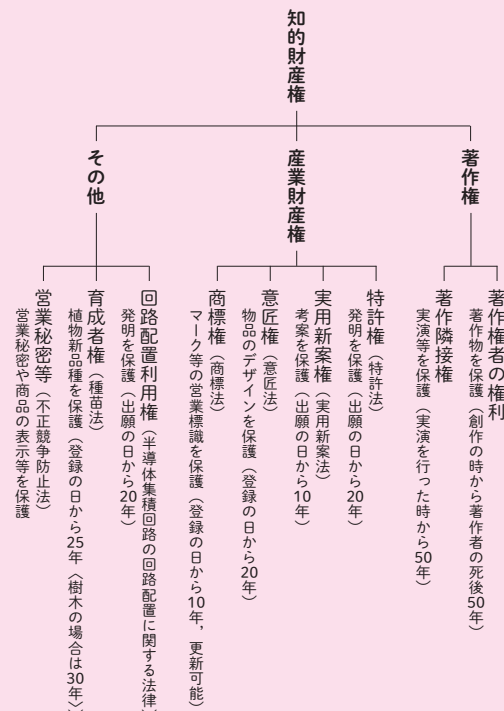 知的財産権
著作権
著作権者の権利
著作物を保護（創作の時から著作者の死後50年）
著作隣接権
実演等を保護（実演を行った時から50年）
産業財産権
特許権（特許法）
発明を保護（出願の日から20年）
実用新案権（実用新案法）
考案を保護（出願の日から10年）
意匠権（意匠法）
物品のデザインを保護（登録の日から20年）
商標権（商標法）
マーク等の営業標識を保護（登録の日から10年，更新可能）
その他
回路配置利用権（半導体集積回路の回路配置に関する法律）
発明を保護（出願の日から20年）
育成者権（種苗法）
植物新品種を保護（登録の日から25年〈樹木の場合は30年〉）
営業秘密等（不正競争防止法）
営業秘密や商品の表示等を保護